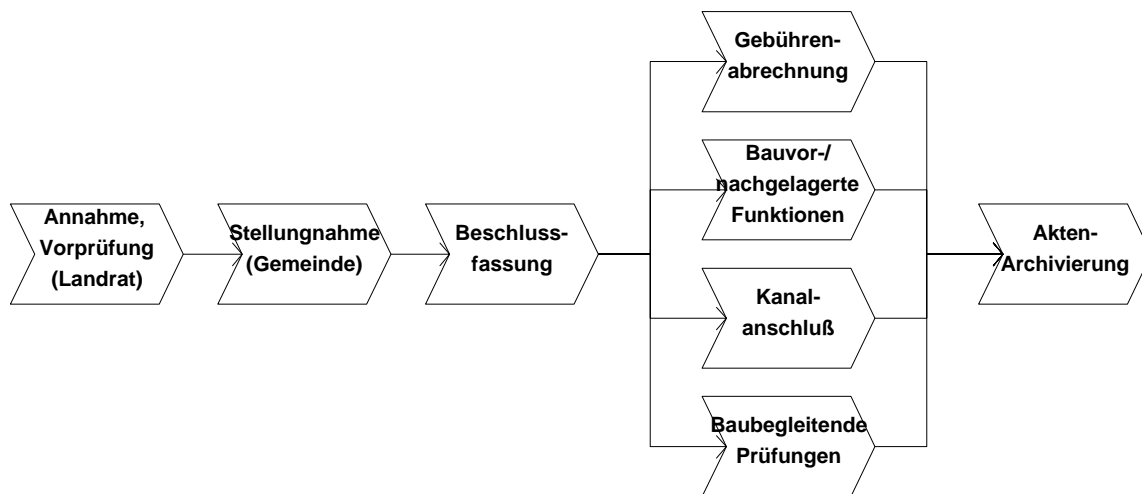 Annahme,
Vorprüfung
(Landrat)
Stellungnahme
(Gemeinde)
Beschluss-
fassung
Gebühren-
abrechnung
Bauvor-/
nachgelagerte
Funktionen
Kanal-
anschluß
Baubegleitende
Prüfungen
Akten-
Archivierung